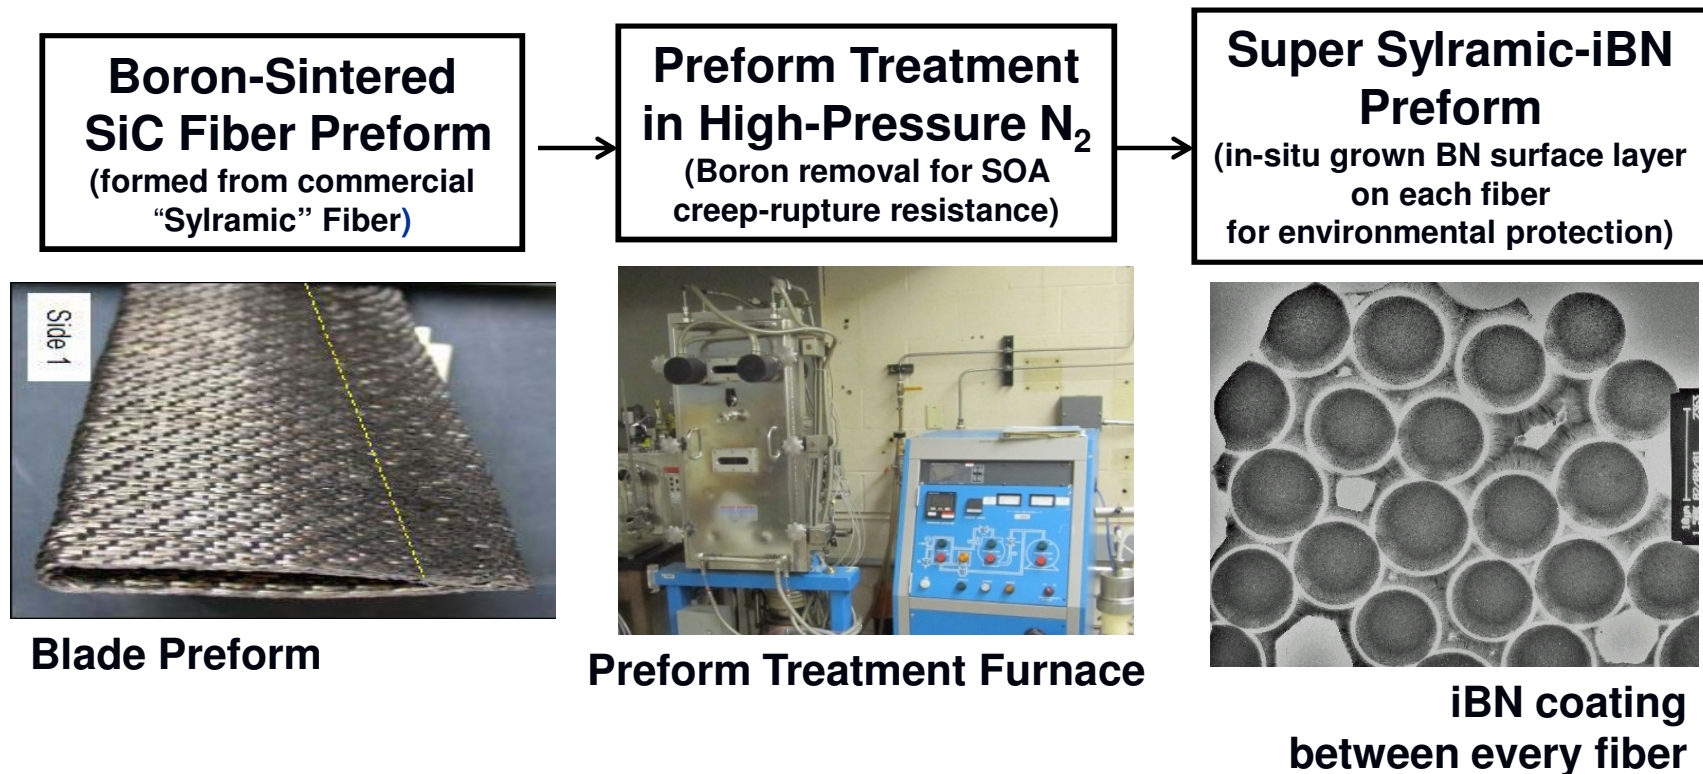 Boron-Sintered
SiC Fiber Preform
(formed from commercial
“Sylramic” Fiber)
Preform Treatment
in High-Pressure N₂
(Boron removal for SOA
creep-rupture resistance)
Super Sylramic-iBN
Preform
(in-situ grown BN surface layer
on each fiber
for environmental protection)
Side 1
Blade Preform
Preform Treatment Furnace
iBN coating
between every fiber